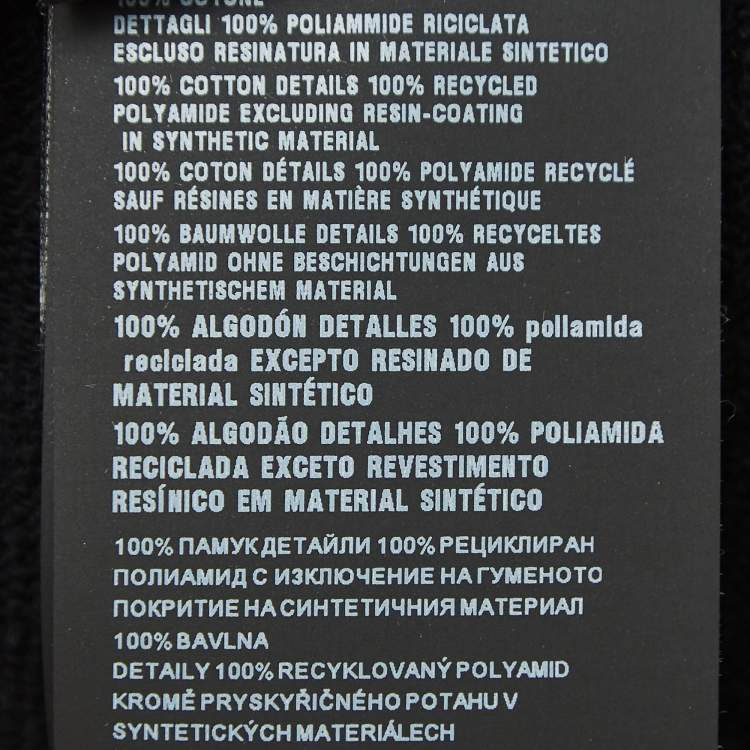 100% COTONE
DETTAGLI 100% POLIAMMIDE RICICLATA
ESCLUSO RESINATURA IN MATERIALE SINTETICO
100% COTTON DETAILS 100% RECYCLED
POLYAMIDE EXCLUDING RESIN-COATING
IN SYNTHETIC MATERIAL
100% COTON DÉTAILS 100% POLYAMIDE RECYCLÉ
SAUF RÉSINES EN MATIÈRE SYNTHÉTIQUE
100% BAUMWOLLE DETAILS 100% RECYCELTES
POLYAMID OHNE BESCHICHTUNGEN AUS
SYNTHETISCHEM MATERIAL
100% ALGODÓN DETALLES 100% poliamida
reciclada EXCEPTO RESINADO DE
MATERIAL SINTÉTICO
100% ALGODÃO DETALHES 100% POLIAMIDA
RECICLADA EXCETO REVESTIMENTO
RESÍNICO EM MATERIAL SINTÉTICO
100% ПАМУК ДЕТАЙЛИ 100% РЕЦИКЛИРАН
ПОЛИАМИД С ИЗКЛЮЧЕНИЕ НА ГУМЕНОТО
ПОКРИТИЕ НА СИНТЕТИЧНИЯ МАТЕРИАЛ
100% BAVLNA
DETAILY 100% RECYKLOVANÝ POLYAMID
KROMĚ PRYSKYŘIČNÉHO POTAHU V
SYNTETICKÝCH MATERIÁLECH